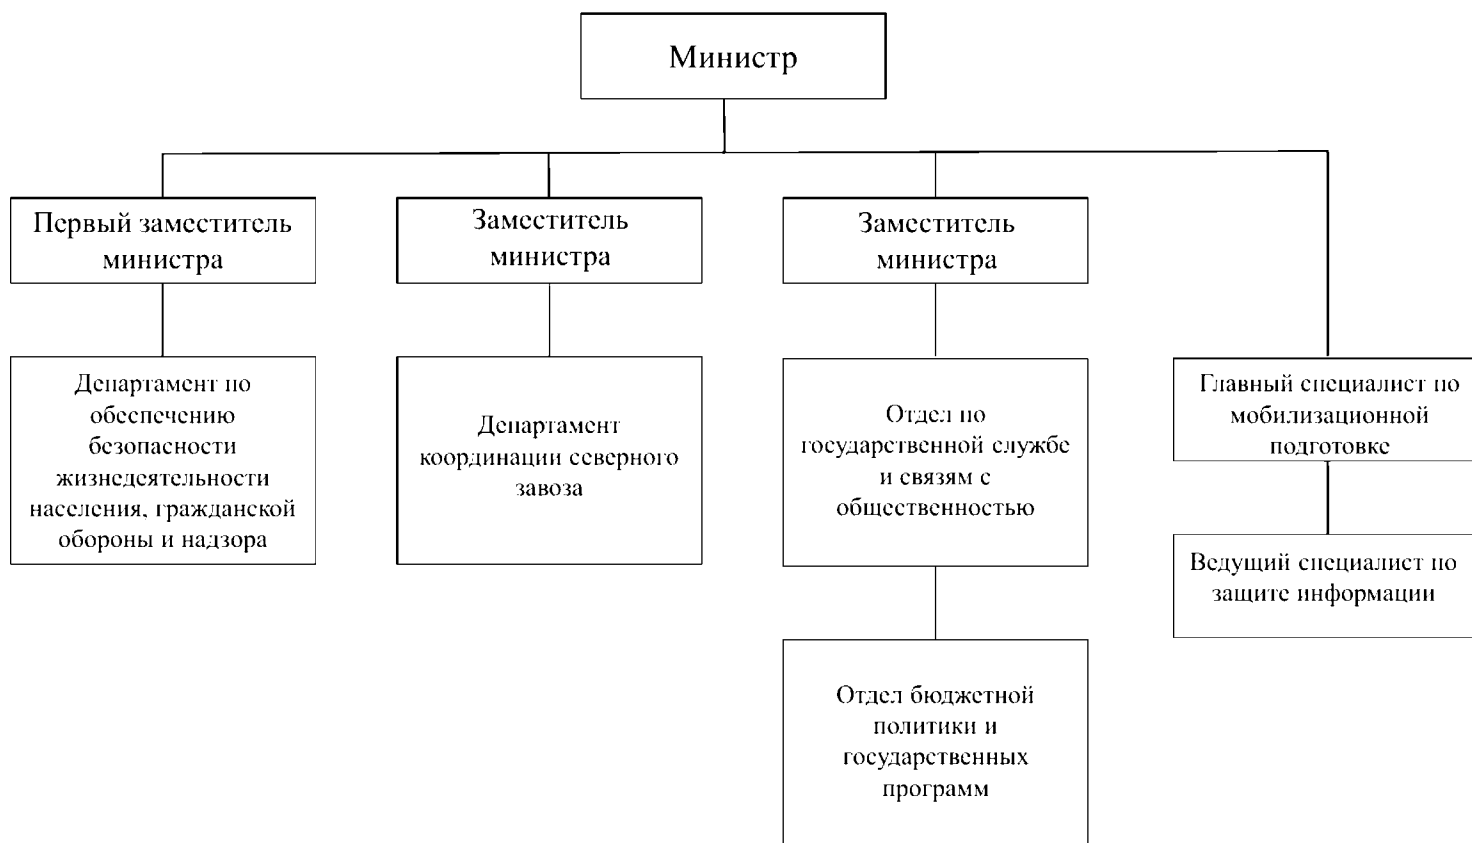 Министр
Первый заместитель
министра
Заместитель
министра
Заместитель
министра
Департамент по
обеспечению
безопасности
жизнедеятельности
населения, гражданской
обороны и надзора
Департамент
координации северного
завоза
Отдел по
государственной службе
и связям с
общественностью
Главный специалист по
мобилизационной
подготовке
Ведущий специалист по
защите информации
Отдел бюджетной
политики и
государственных
программ